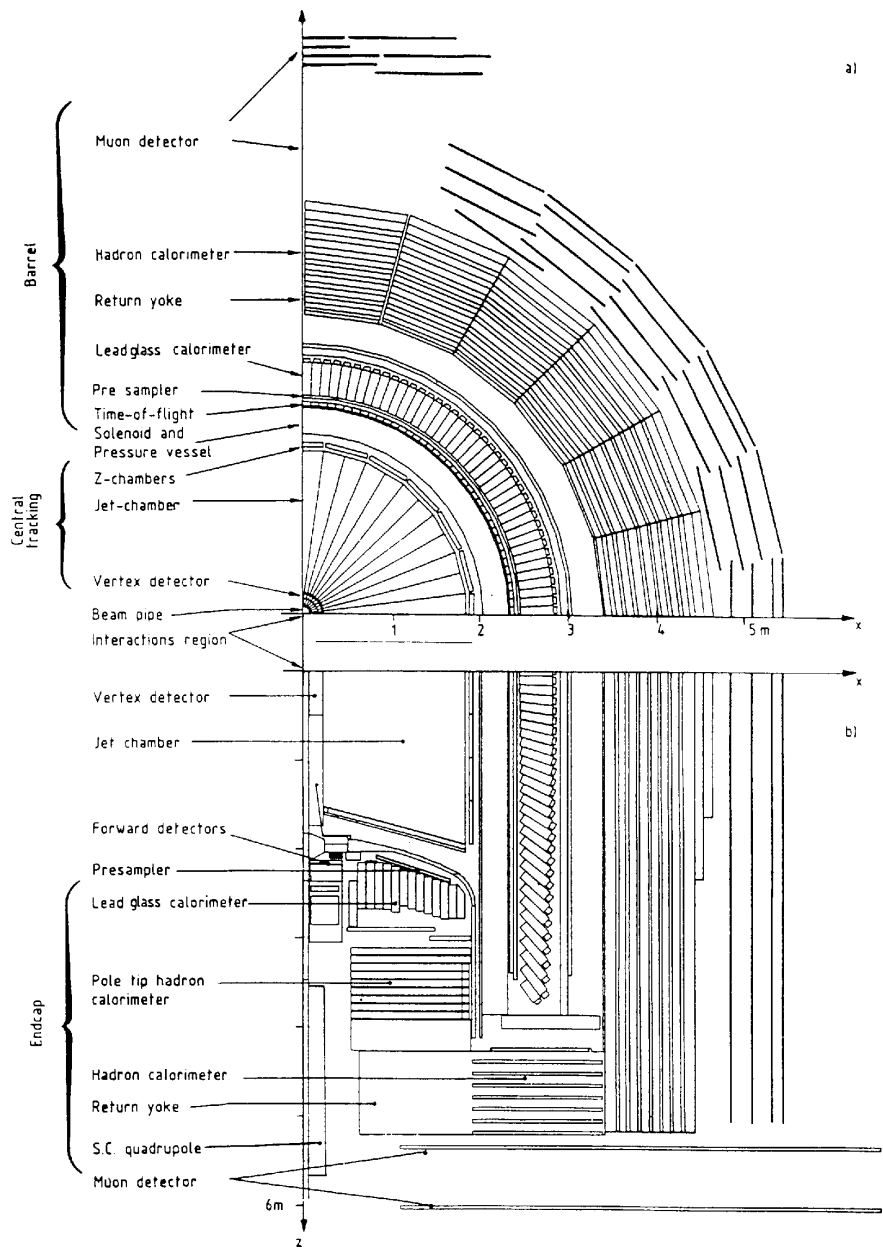 a)
Muon detector
Barrel
Hadron calorimeter
Return yoke
Leadglass calorimeter
Pre sampler
Time-of-flight
Solenoid and
Pressure vessel
Z-chambers
Jet-chamber
Central
tracking
Vertex detector
Beam pipe
Interactions region
1 2 3 4 5 m x
x
Vertex detector
b)
Jet chamber
Forward detectors
Presampler
Lead glass calorimeter
Pole tip hadron
calorimeter
Endcap
Hadron calorimeter
Return yoke
S.C. quadrupole
Muon detector
6m
z